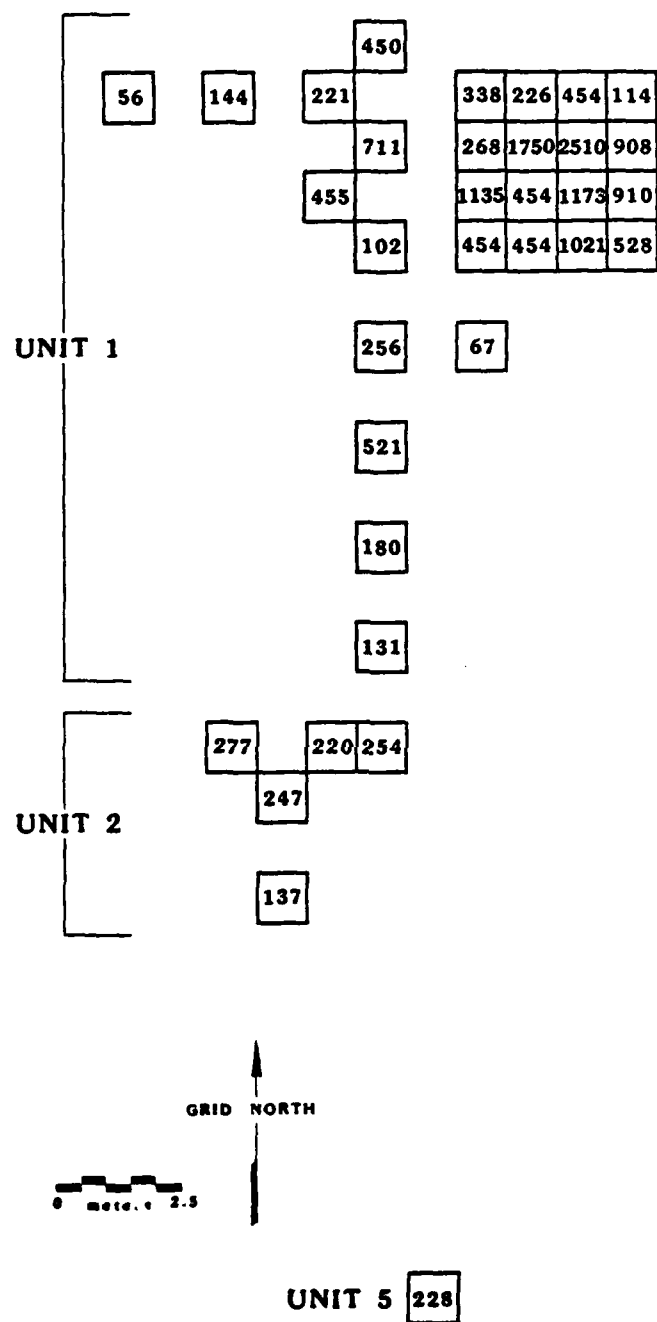 450
56 144 221 338 226 454 114
711 268 1750 2510 908
455 1135 454 1173 910
102 454 454 1021 528
UNIT 1 256 67
521
180
131
277 220 254
247
UNIT 2
137
GRID NORTH
0 2.5
UNIT 5 228